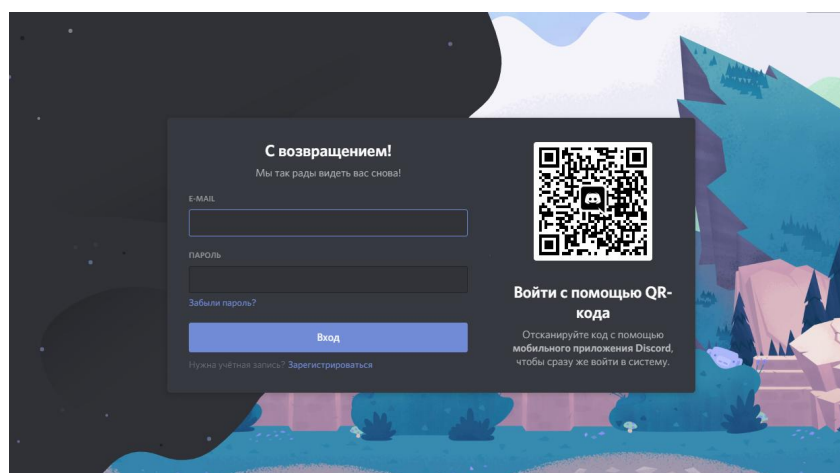 С возвращением!
Мы так рады видеть вас снова!
E-MAIL
ПАРОЛЬ
Забыли пароль?
Вход
Нужна учётная запись? Зарегистрироваться
Войти с помощью QR-
кода
Отсканируйте код с помощью
мобильного приложения Discord,
чтобы сразу же войти в систему.